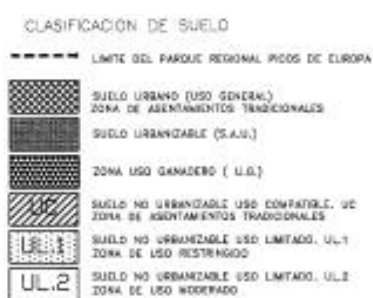 CLASIFICACION DE SUELO
LIMITE DEL PARQUE REGIONAL PICOS DE EUROPA
SUELO URBANO (USO GENERAL)
ZONA DE ASENTAMIENTOS TRADICIONALES
SUELO URBANIZABLE (S.A.U.)
ZONA USO GANADERO ( U.G.)
UC
SUELO NO URBANIZABLE USO COMPATIBLE. UC
ZONA DE ASENTAMIENTOS TRADICIONALES
UL.1
SUELO NO URBANIZABLE USO LIMITADO. UL.1
ZONA DE USO RESTRINGIDO
UL.2
SUELO NO URBANIZABLE USO LIMITADO. UL.2
ZONA DE USO MODERADO